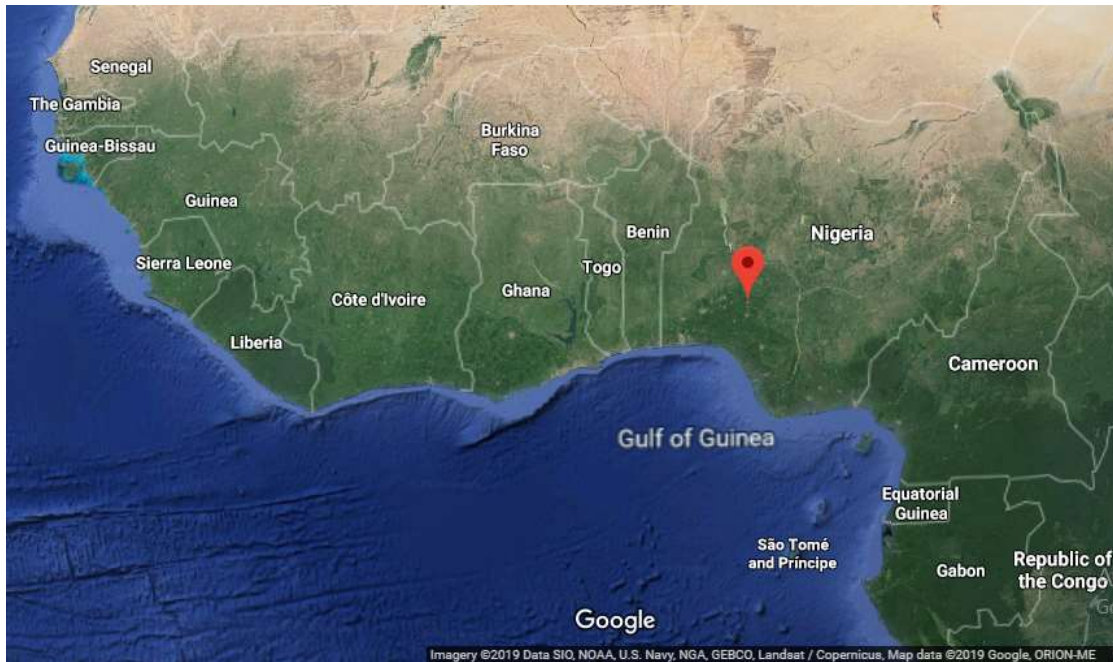 Senegal
The Gambia
Guinea-Bissau
Burkina
Faso
Guinea
Benin
Nigeria
Sierra Leone
Togo
Ghana
Côte d'Ivoire
Liberia
Cameroon
Gulf of Guinea
Equatorial
Guinea
São Tomé
and Príncipe
Gabon
Republic of
the Congo
Google
Imagery ©2019 Data SIO, NOAA, U.S. Navy, NGA, GEBCO, Landsat / Copernicus, Map data ©2019 Google, ORION-ME